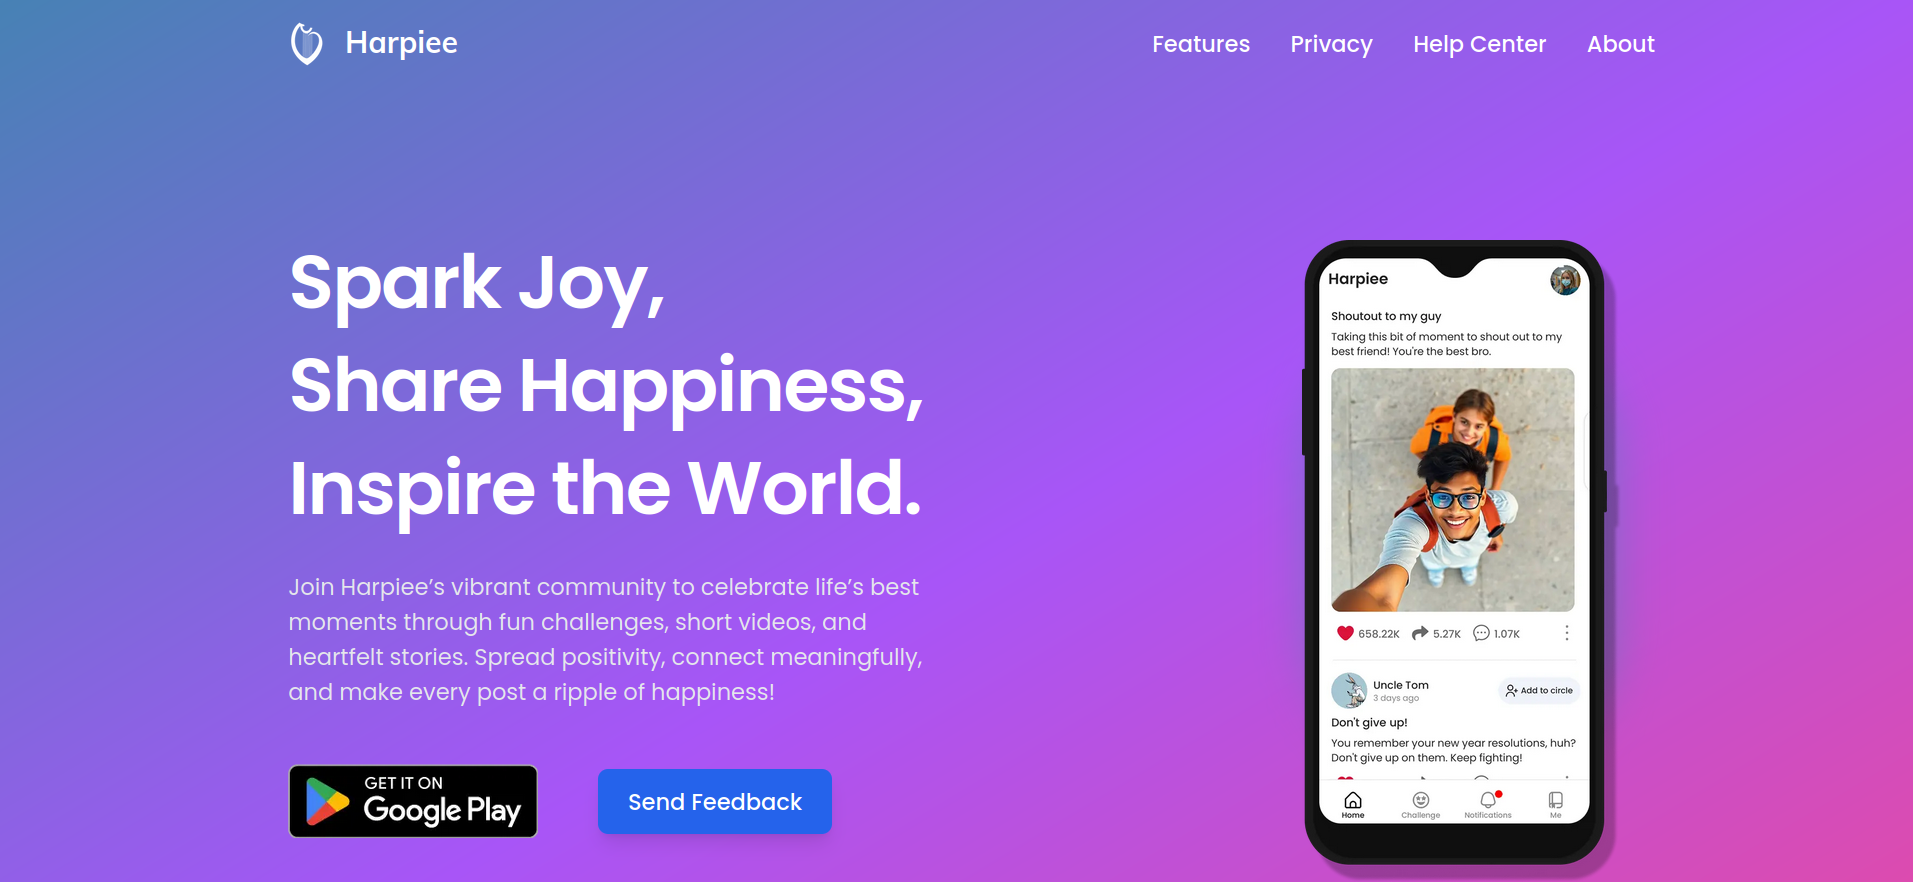 Harpiee
Features Privacy Help Center About
Spark Joy,
Share Happiness,
Inspire the World.
Join Harpiee’s vibrant community to celebrate life’s best
moments through fun challenges, short videos, and
heartfelt stories. Spread positivity, connect meaningfully,
and make every post a ripple of happiness!
GET IT ON
Google Play
Send Feedback
Harpiee
Shoutout to my guy
Taking this bit of moment to shout out to my
best friend! You're the best bro.
658.22K 5.27K 1.07K
Uncle Tom
3 days ago
Add to circle
Don't give up!
You remember your new year resolutions, huh?
Don't give up on them. Keep fighting!
Home Challenge Notifications Me